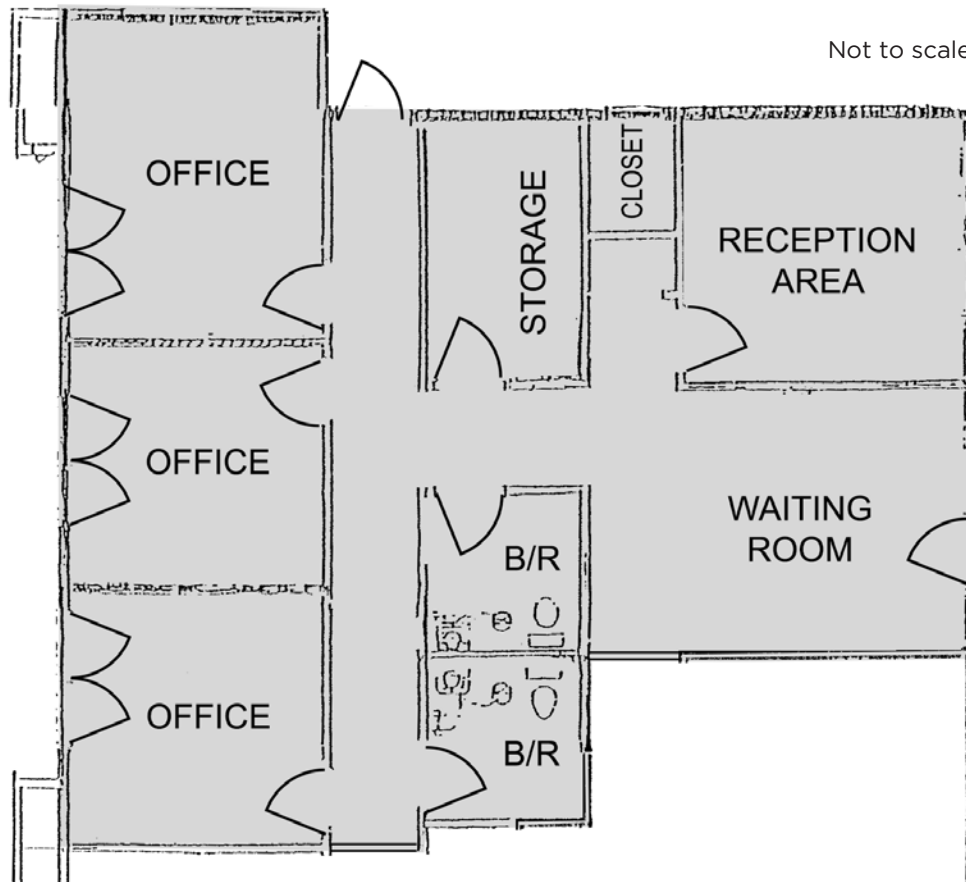 Not to scale
OFFICE
STORAGE
CLOSET
RECEPTION
AREA
OFFICE
WAITING
ROOM
B/R
OFFICE
B/R